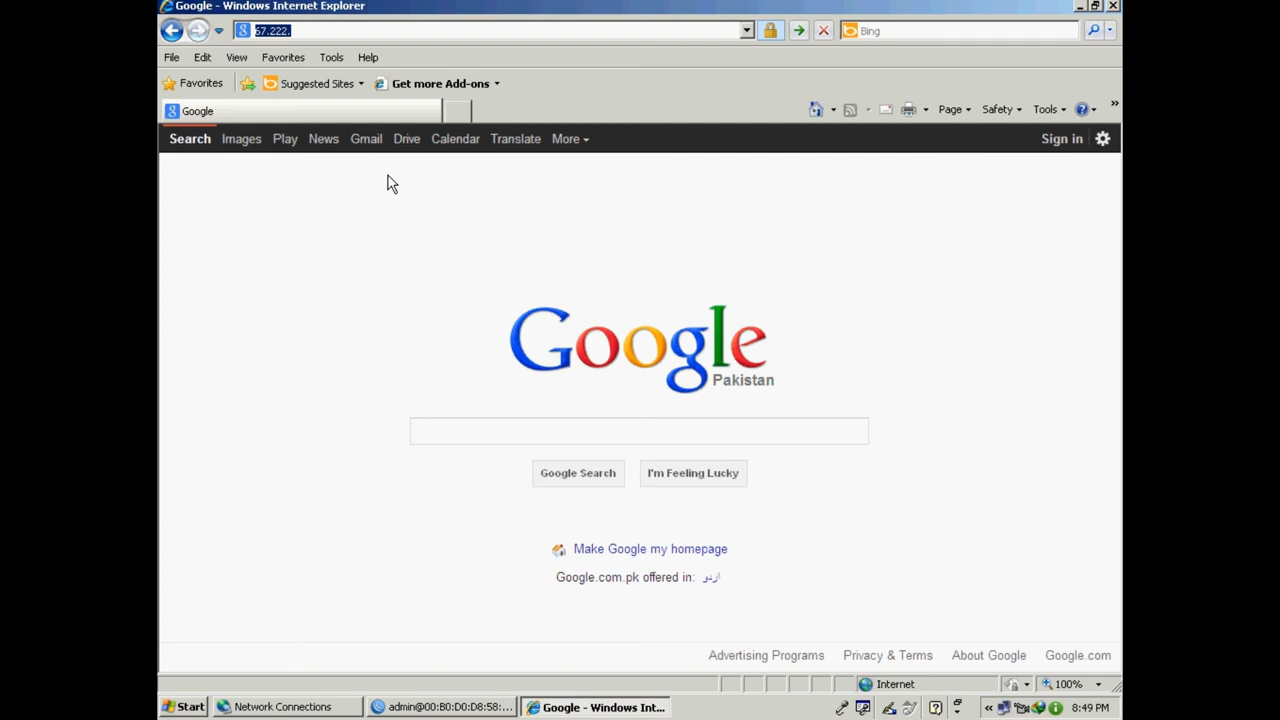 Google - Windows Internet Explorer
67.222.
Bing
File Edit View Favorites Tools Help
Favorites Suggested Sites Get more Add-ons
Google
Page Safety Tools
Search Images Play News Gmail Drive Calendar Translate More Sign in
Google
Pakistan
Google Search I'm Feeling Lucky
Make Google my homepage
Google.com.pk offered in: اردو
Advertising Programs Privacy & Terms About Google Google.com
Internet 100%
Start Network Connections admin@00:B0:D0:D8:58:... Google - Windows Int... 8:49 PM